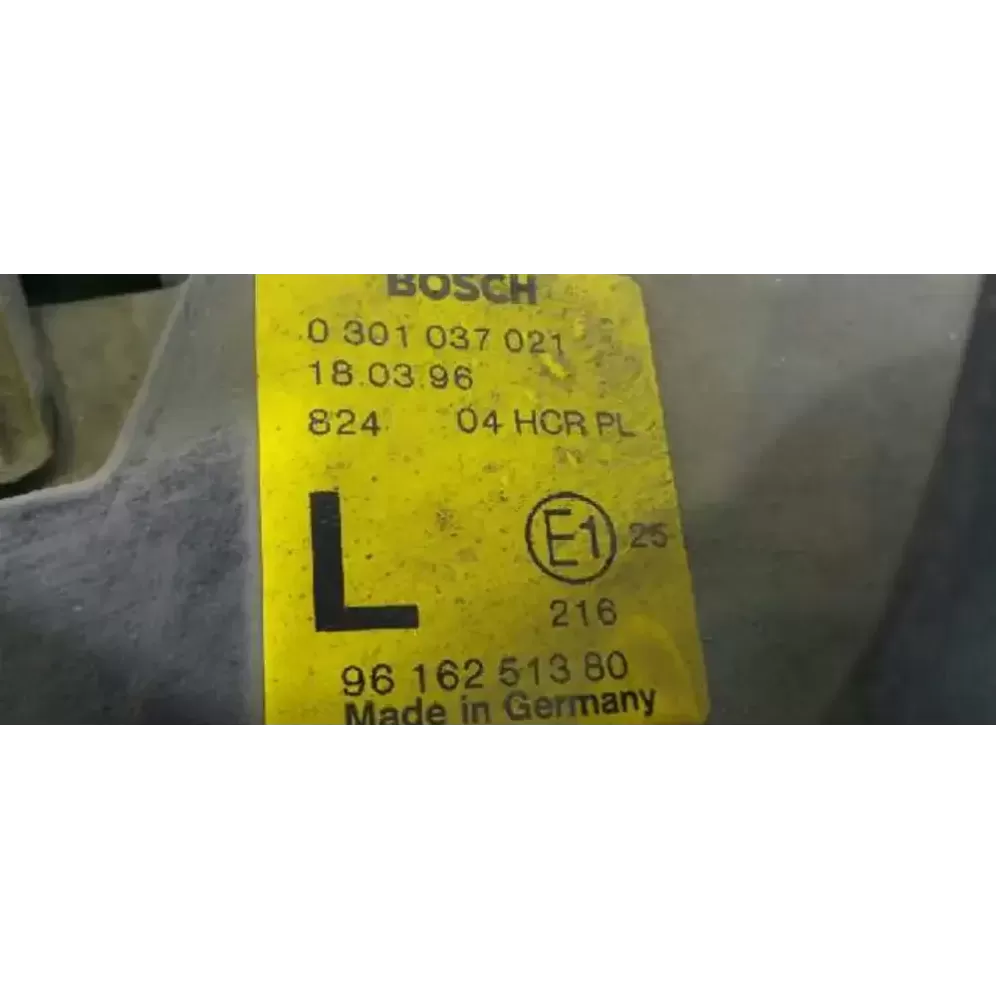 BOSCH
0 301 037 021
18.03.96
824 04 HCR PL
L E1 25
216
96 162 513 80
Made in Germany